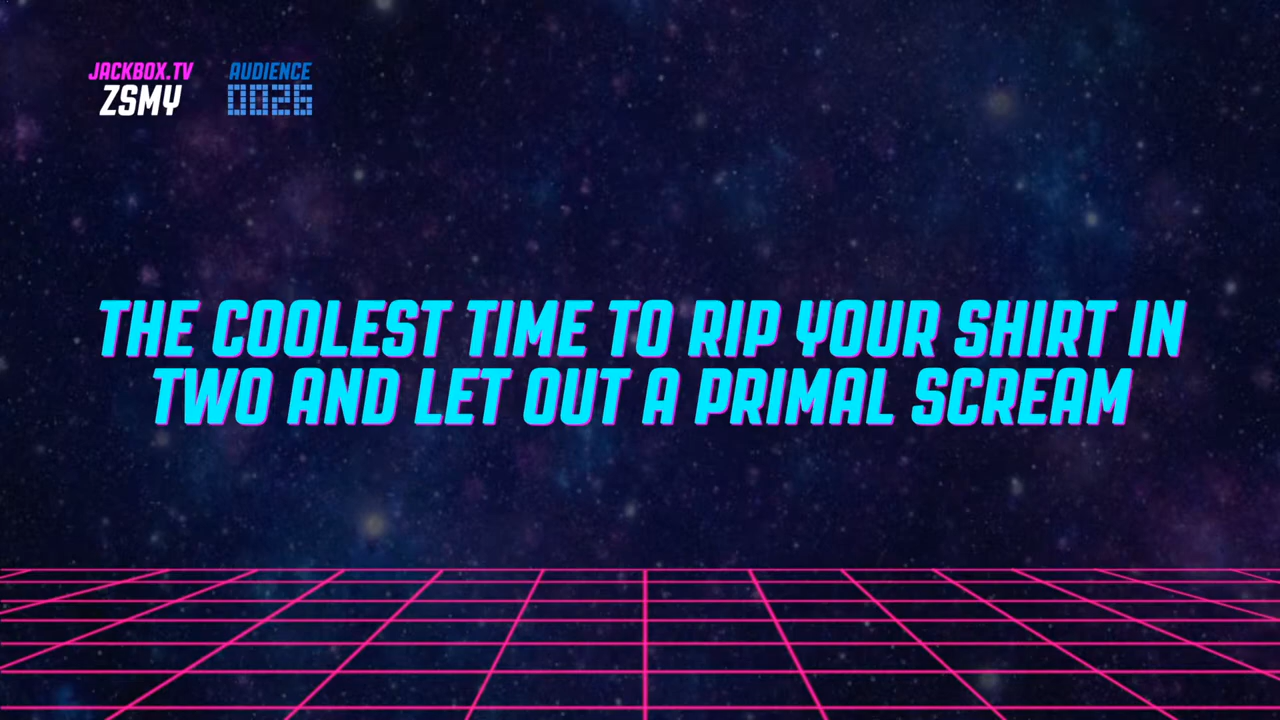 JACKBOX.TV
ZSMY
AUDIENCE
0026
THE COOLEST TIME TO RIP YOUR SHIRT IN
TWO AND LET OUT A PRIMAL SCREAM